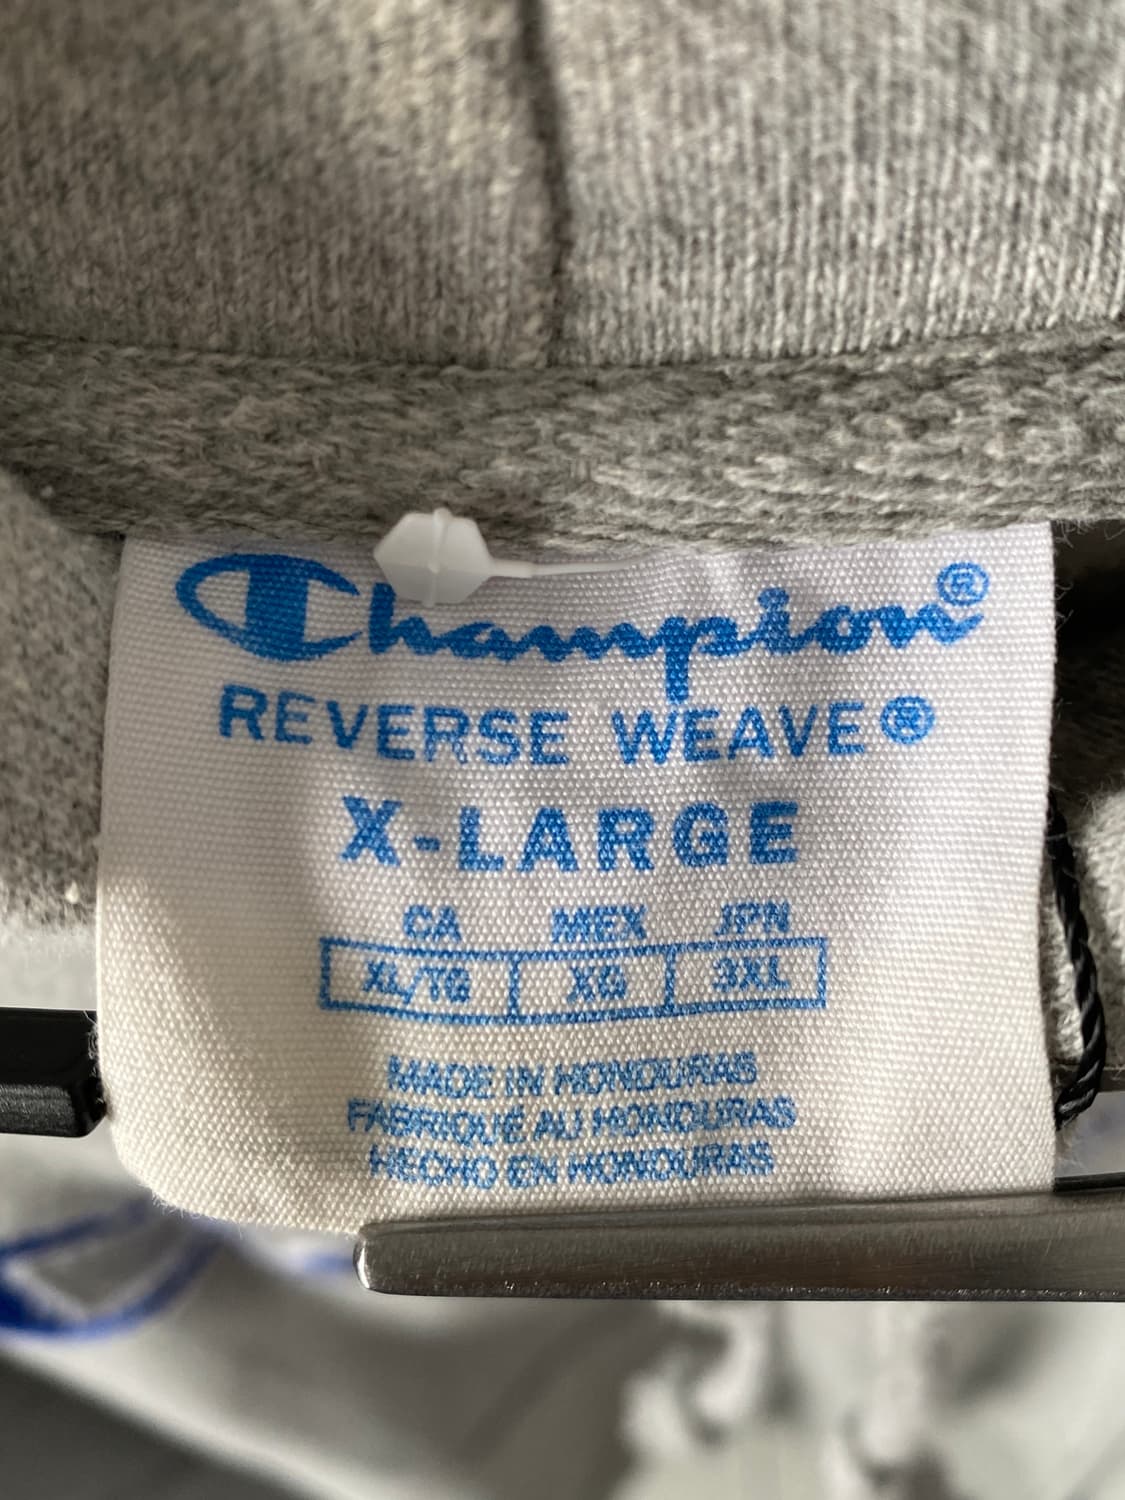 Champion®
REVERSE WEAVE®
X-LARGE
CA MEX JPN
XL/TG XG 3XL
MADE IN HONDURAS
FABRIQUÉ AU HONDURAS
HECHO EN HONDURAS